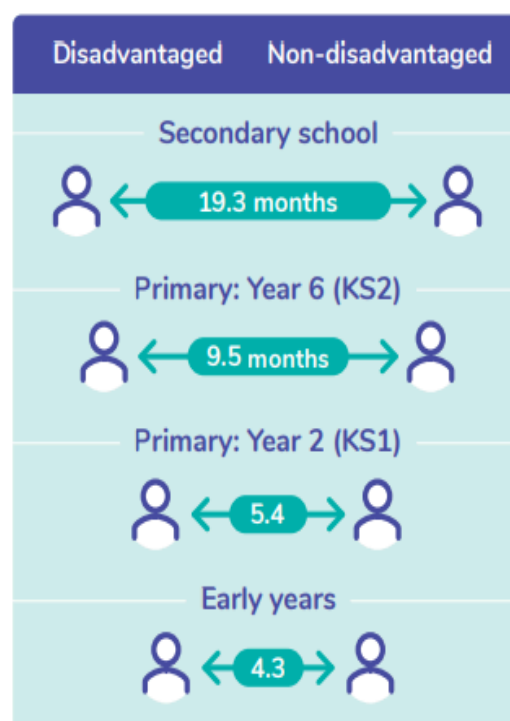 Disadvantaged Non-disadvantaged
Secondary school
19.3 months
Primary: Year 6 (KS2)
9.5 months
Primary: Year 2 (KS1)
5.4
Early years
4.3